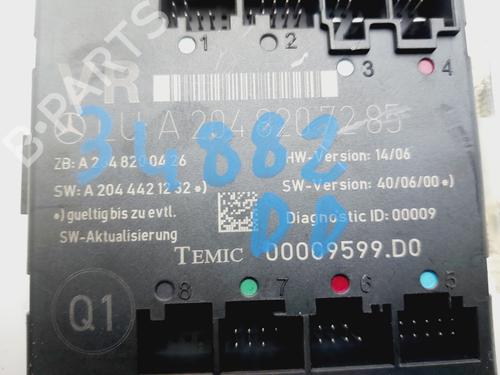 1 2
3 4
R
A 204 820 72 85
34882
ZB: A 204 820 04 26
HW-Version: 14/06
SW: A 204 442 12 32 •)
SW-Version: 40/06/00 •)
•) gueltig bis zu evtl.
SW-Aktualisierung
Diagnostic ID: 00009
DD
TEMIC 00009599.D0
Q1
8 7 6 5